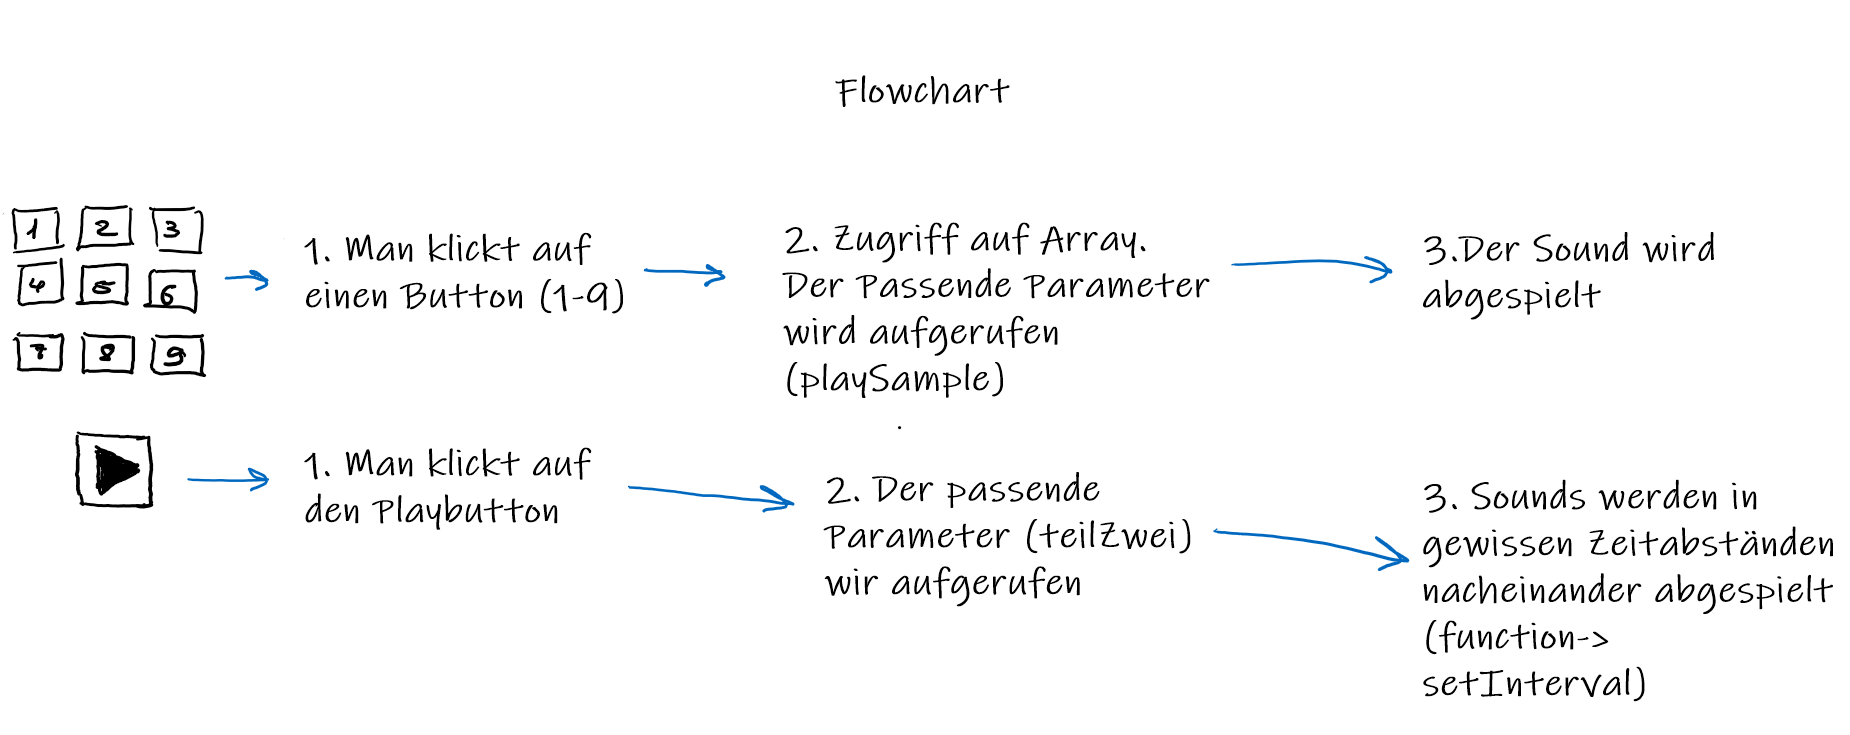 Flowchart
1 2 3
4 5 6
7 8 9
1. Man klickt auf
einen Button (1-9)
2. Zugriff auf Array.
Der Passende Parameter
wird aufgerufen
(playSample)
3.Der Sound wird
abgespielt
1. Man klickt auf
den Playbutton
2. Der passende
Parameter (teilZwei)
wir aufgerufen
3. Sounds werden in
gewissen Zeitabständen
nacheinander abgespielt
(function->
setInterval)